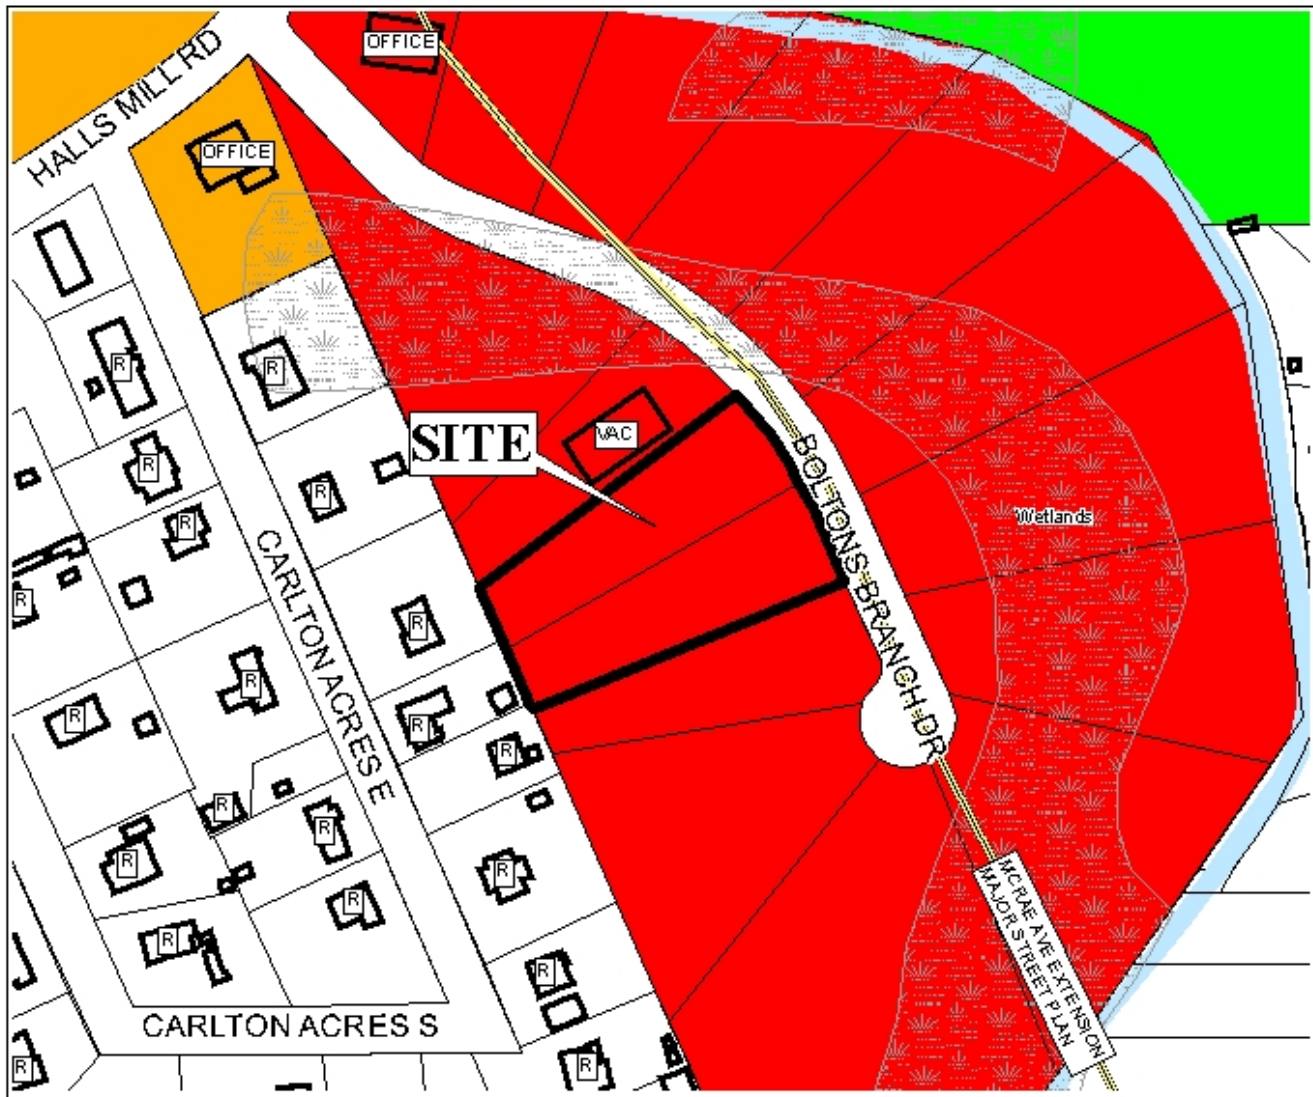 OFFICE
HALLS MILL RD
OFFICE
R
R
VAC
SITE
R
R
R
BOLTONS BRANCH DR
Wetlands
CARLTON ACRES E
R
R
R
R
R
R
R
R
R
R
R
R
MCRAE AVE EXTENSION
MAJOR STREET PLAN
R
R
CARLTON ACRES S
R
R